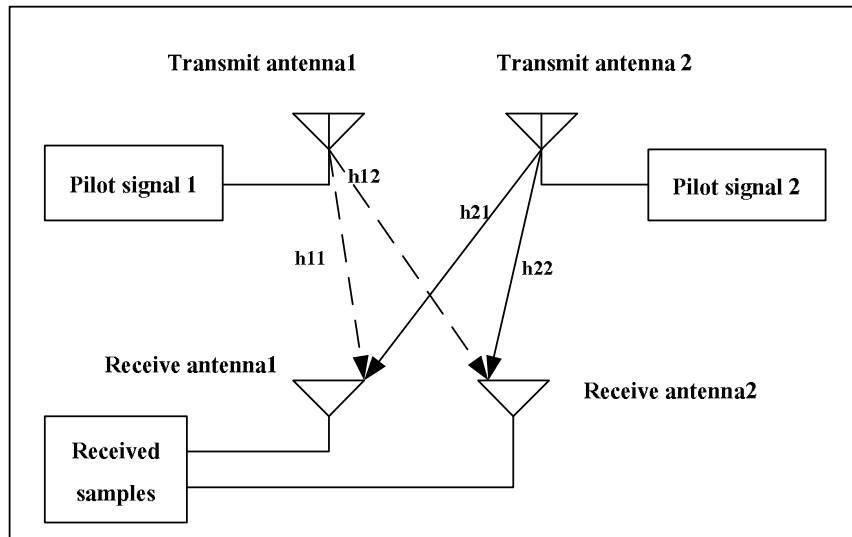 Transmit antenna1
Transmit antenna 2
Pilot signal 1
h12
Pilot signal 2
h21
h11
h22
Receive antenna1
Receive antenna2
Received
samples